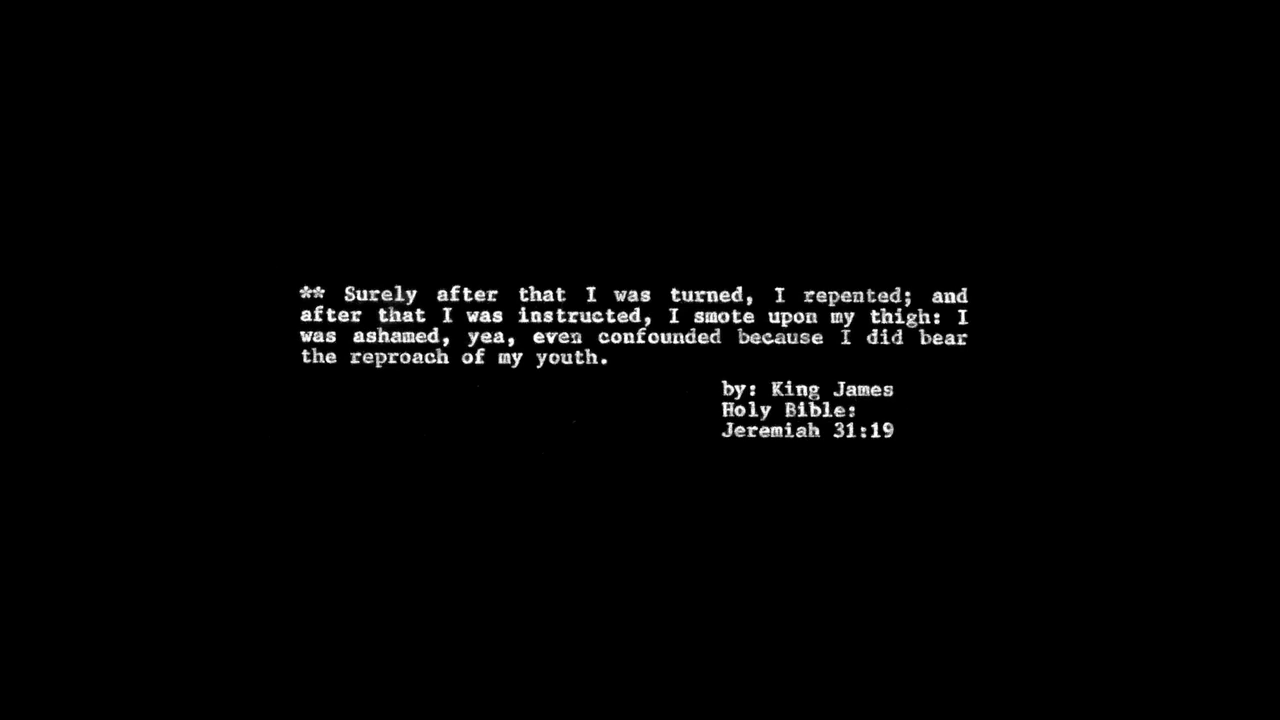 ** Surely after that I was turned, I repented; and
after that I was instructed, I smote upon my thigh: I
was ashamed, yea, even confounded because I did bear
the reproach of my youth.
by: King James
Holy Bible:
Jeremiah 31:19